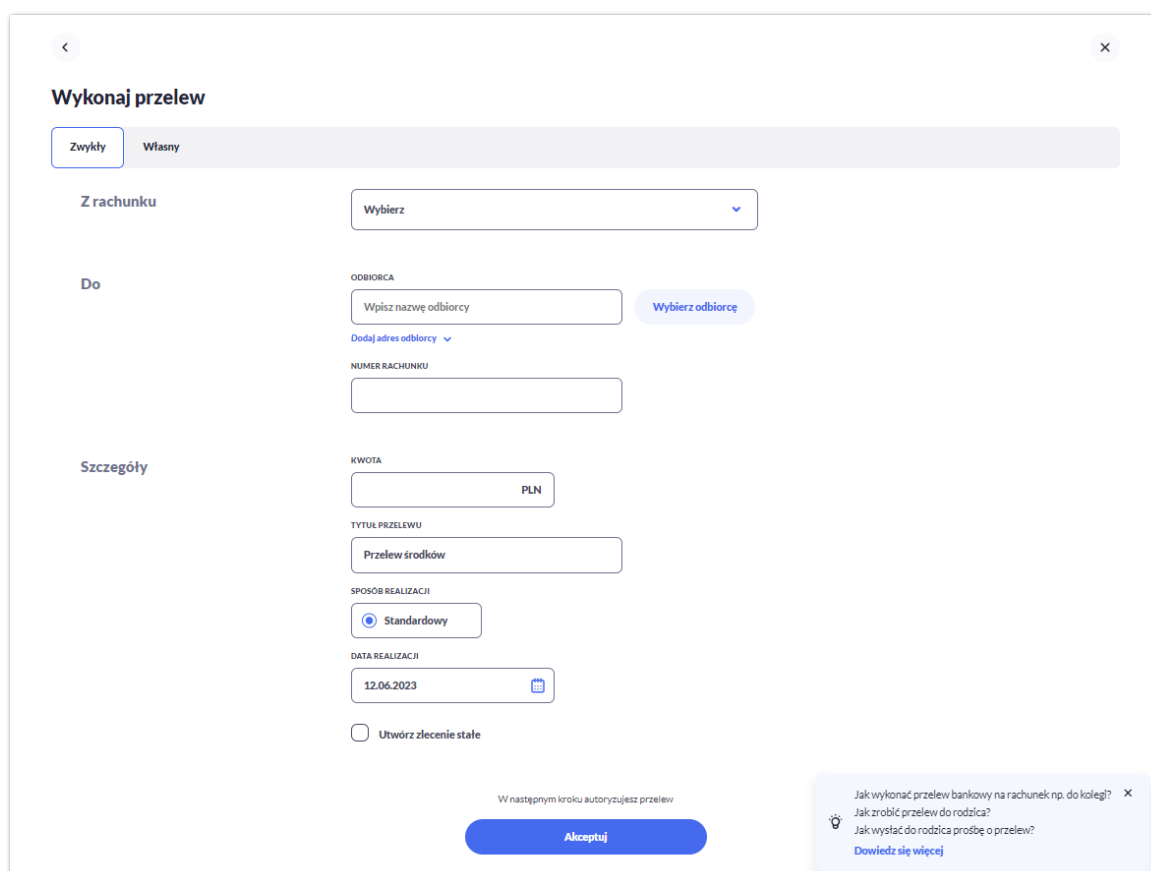 Wykonaj przelew
Zwykły Własny
Z rachunku
Wybierz
Do
ODBIORCA
Wpisz nazwę odbiorcy
Wybierz odbiorcę
Dodaj adres odbiorcy
NUMER RACHUNKU
Szczegóły
KWOTA
PLN
TYTUŁ PRZELEWU
Przelew środków
SPOSÓB REALIZACJI
Standardowy
DATA REALIZACJI
12.06.2023
Utwórz zlecenie stałe
W następnym kroku autoryzujesz przelew
Akceptuj
Jak wykonać przelew bankowy na rachunek np. do kolegi?
Jak zrobić przelew do rodzica?
Jak wysłać do rodzica prośbę o przelew?
Dowiedz się więcej